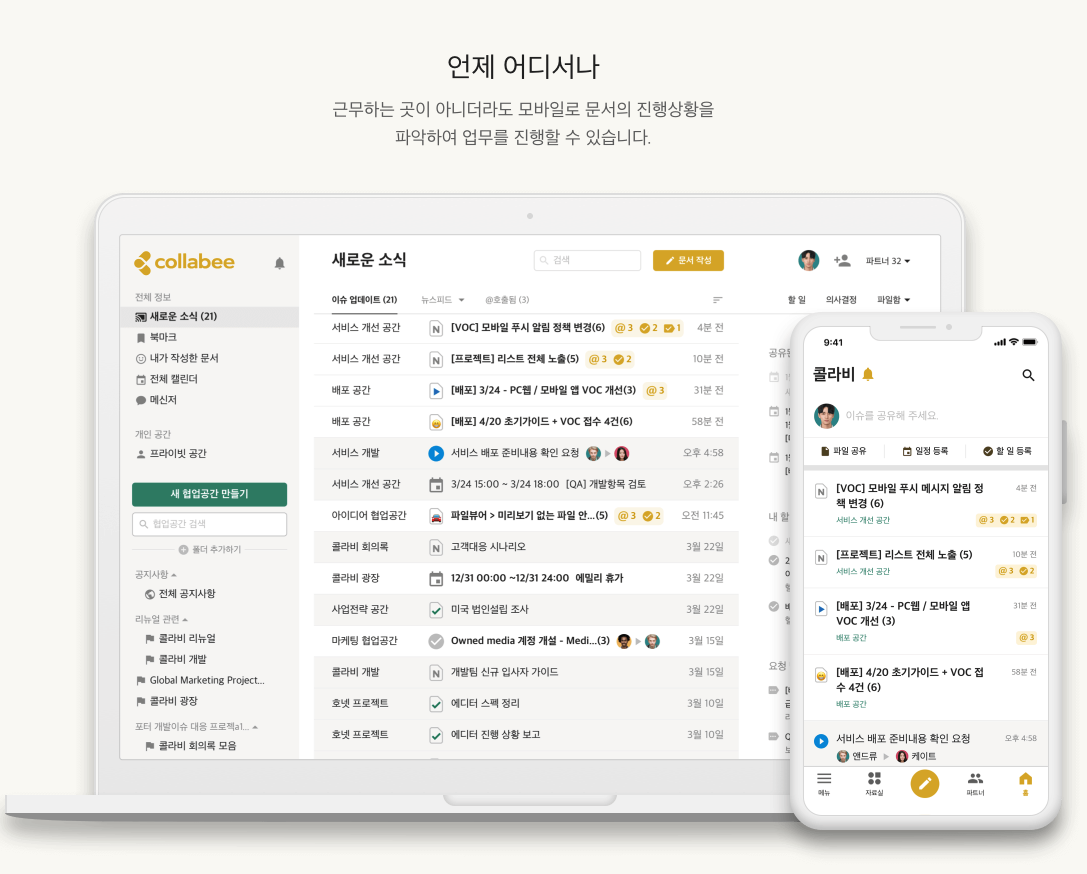 언제 어디서나
근무하는 곳이 아니더라도 모바일로 문서의 진행상황을
파악하여 업무를 진행할 수 있습니다.
collabee
전체 정보
새로운 소식 (21)
북마크
내가 작성한 문서
전체 캘린더
메신저
개인 공간
프라이빗 공간
새 협업공간 만들기
협업공간 검색
폴더 추가하기
공지사항
전체 공지사항
리뉴얼 관련
콜라비 리뉴얼
콜라비 개발
Global Marketing Project...
콜라비 광장
포터 개발이슈 대응 프로젝a1...
콜라비 회의록 모음
새로운 소식
검색
문서 작성
파트너 32
이슈 업데이트 (21) 뉴스피드 @호출됨 (3)
할 일 의사결정 파일함
서비스 개선 공간 N [VOC] 모바일 푸시 알림 정책 변경(6) @ 3 2 1 4분 전
서비스 개선 공간 N [프로젝트] 리스트 전체 노출(5) @ 3 2 10분 전
배포 공간 [배포] 3/24 - PC웹 / 모바일 앱 VOC 개선(3) @ 3 31분 전
배포 공간 [배포] 4/20 초기가이드 + VOC 접수 4건(6) 58분 전
서비스 개발 서비스 배포 준비내용 확인 요청 오후 4:58
서비스 개선 공간 3/24 15:00 ~ 3/24 18:00 [QA] 개발항목 검토 오후 2:26
아이디어 협업공간 파일뷰어 > 미리보기 없는 파일 안...(5) @ 3 2 오전 11:45
콜라비 회의록 N 고객대응 시나리오 3월 22일
콜라비 광장 12/31 00:00 ~12/31 24:00 에밀리 휴가 3월 22일
사업전략 공간 미국 법인설립 조사 3월 22일
마케팅 협업공간 Owned media 계정 개설 - Medi...(3) 3월 15일
콜라비 개발 N 개발팀 신규 입사자 가이드 3월 15일
호넷 프로젝트 에디터 스펙 정리 3월 10일
호넷 프로젝트 에디터 진행 상황 보고 3월 10일
내 할
요청
9:41
콜라비
이슈를 공유해 주세요
파일 공유 일정 등록 할 일 등록
N [VOC] 모바일 푸시 메시지 알림 정 4분 전
책 변경 (6)
서비스 개선 공간 @ 3 2 1
N [프로젝트] 리스트 전체 노출 (5) 10분 전
서비스 개선 공간 @ 3 2
[배포] 3/24 - PC웹 / 모바일 앱 31분 전
VOC 개선 (3)
배포 공간 @ 3
[배포] 4/20 초기가이드 + VOC 접 58분 전
수 4건 (6)
배포 공간
서비스 배포 준비내용 확인 요청 오후 4:58
앤드류 케이트
메뉴 자료실 파트너 홈